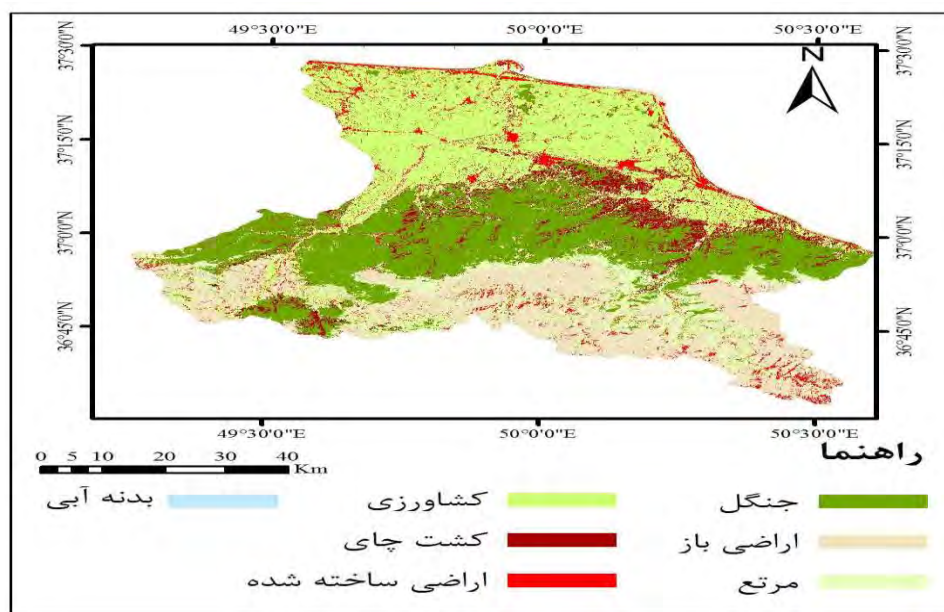 49°30'0"E 50°0'0"E 50°30'0"E
37°30'0"N 37°30'0"N
N
37°15'0"N 37°15'0"N
37°0'0"N 37°0'0"N
36°45'0"N 36°45'0"N
49°30'0"E 50°0'0"E 50°30'0"E
راهنما
0 5 10 20 30 40 Km
جنگل کشاورزی بدنه آبی
اراضی باز کشت چای
مرتع اراضی ساخته شده